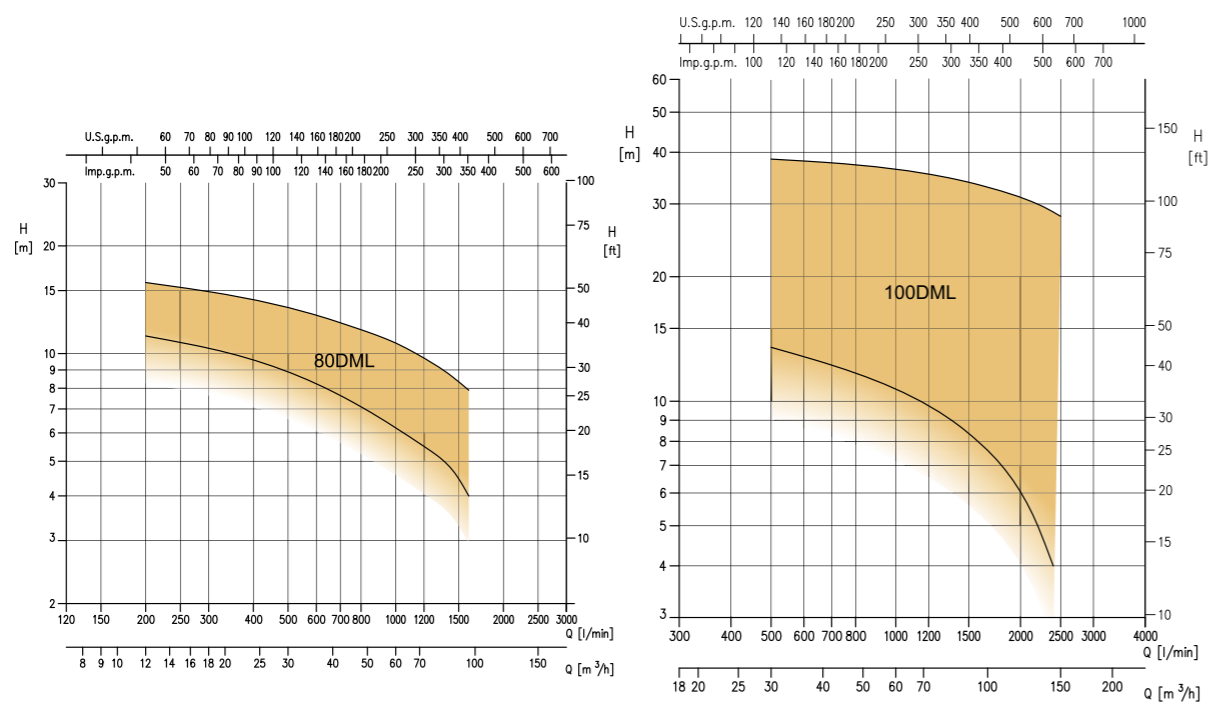 U.S.g.p.m. 60 70 80 90 100 120 140 160 180 200 250 300 350 400 500 600 700
Imp.g.p.m. 50 60 70 80 90 100 120 140 160 180 200 250 300 350 400 500 600
H
[m]
30
20
15
10
9
8
7
6
5
4
3
2
H
[ft]
100
75
50
40
30
25
20
15
10
80DML
120 150 200 250 300 400 500 600 700 800 1000 1200 1500 2000 2500 3000
Q [l/min]
8 9 10 12 14 16 18 20 25 30 40 50 60 70 100 150
Q [m³/h]
U.S.g.p.m. 120 140 160 180 200 250 300 400 500 600 700 1000
Imp.g.p.m. 100 120 140 160 180 200 250 300 350 400 500 600 700
H
[m]
60
50
40
30
20
15
10
9
8
7
6
5
4
3
H
[ft]
150
100
75
50
40
30
25
20
15
10
100DML
300 400 500 600 700 800 1000 1200 1500 2000 2500 3000 4000
Q [l/min]
18 20 25 30 40 50 60 70 100 150 200
Q [m³/h]